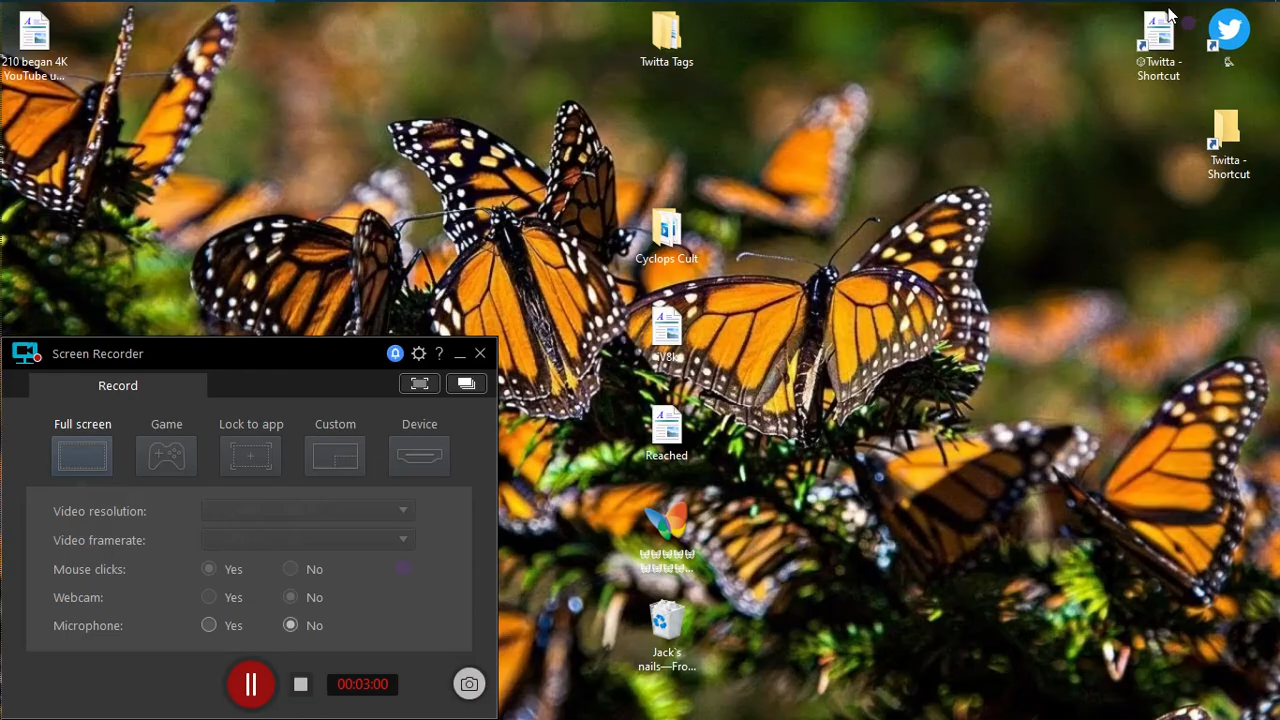 210 began 4K
YouTube u...
Twitta Tags
Twitta -
Shortcut
Twitta -
Shortcut
Cyclops Cult
Reached
Jack`s
nails—Fro...
Screen Recorder
?
Record
Full screen
Game
Lock to app
Custom
Device
Video resolution:
Video framerate:
Mouse clicks:
Yes
No
Webcam:
Yes
No
Microphone:
Yes
No
00:03:00